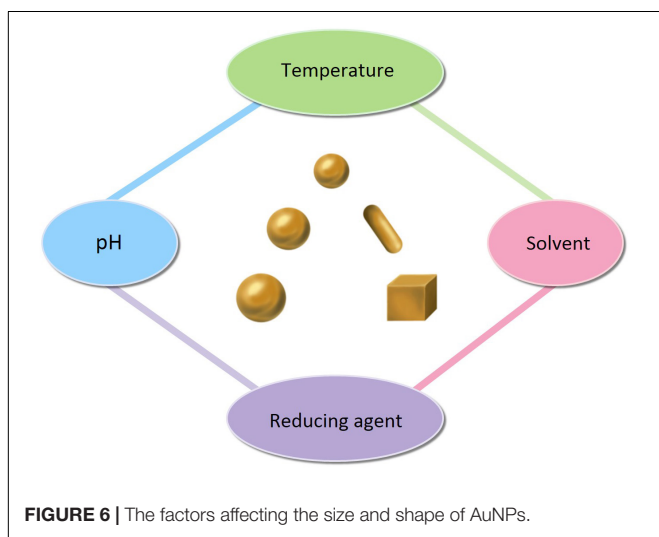 Temperature
pH
Solvent
Reducing agent
FIGURE 6 | The factors affecting the size and shape of AuNPs.